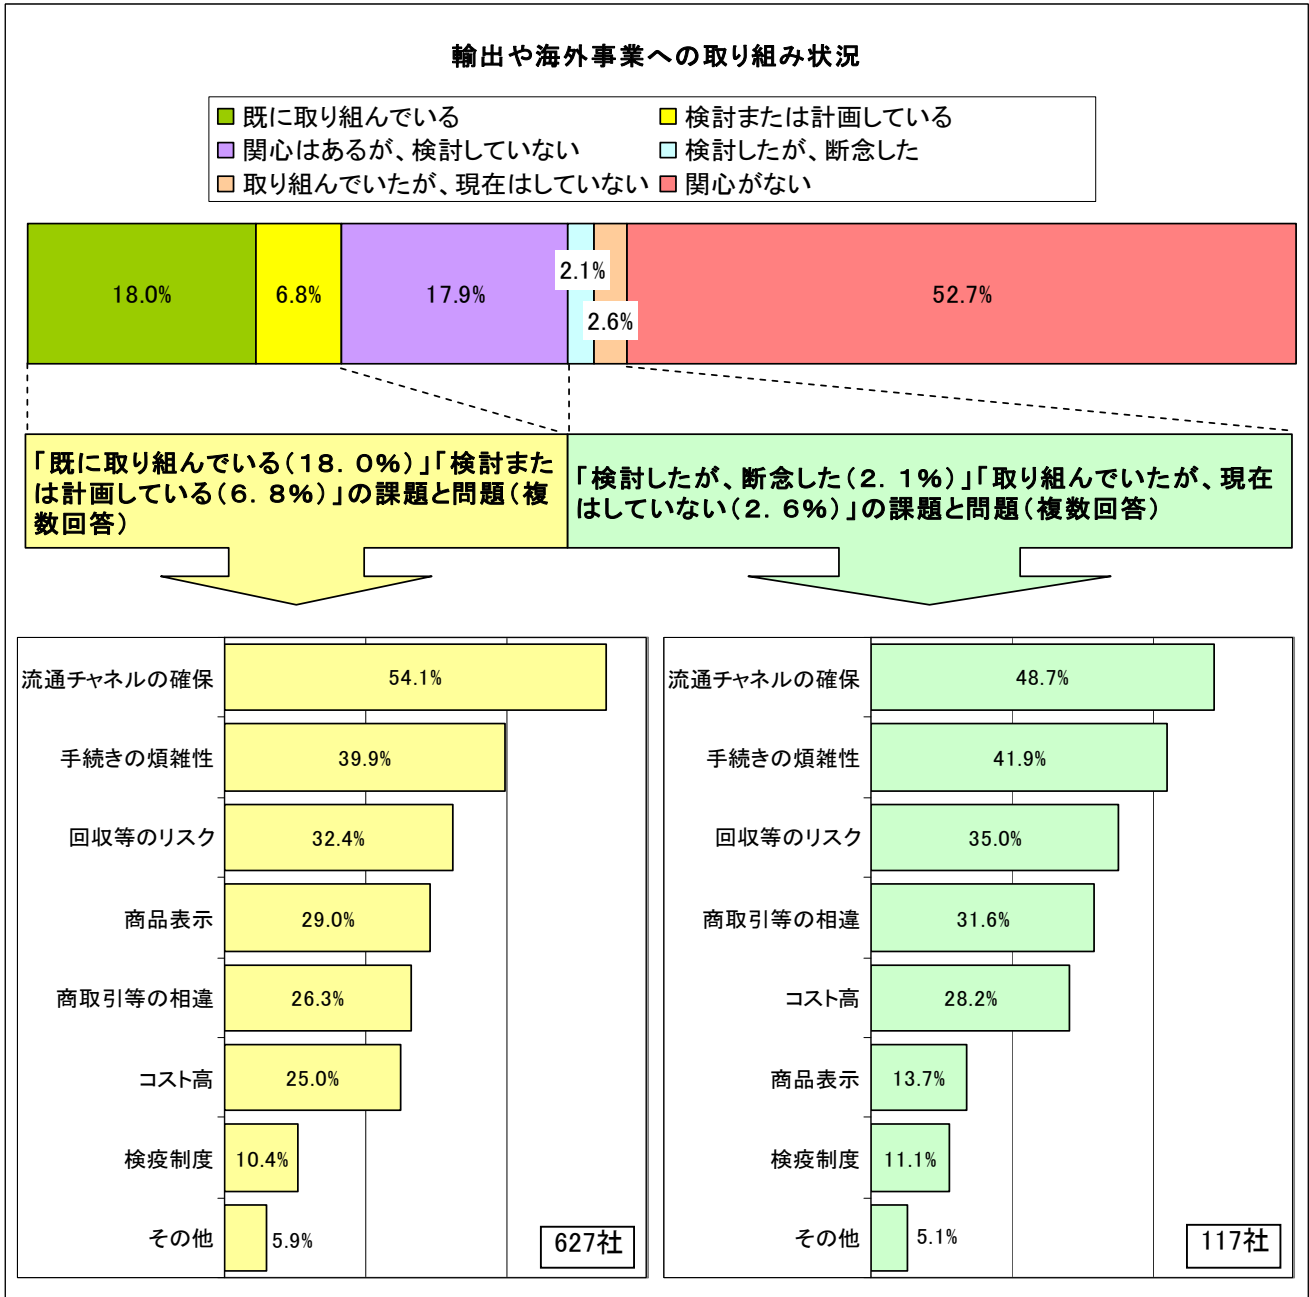 輸出や海外事業への取り組み状況
既に取り組んでいる
検討または計画している
関心はあるが、検討していない
検討したが、断念した
取り組んでいたが、現在はしていない
関心がない
18.0%
6.8%
17.9%
2.1%
2.6%
52.7%
「既に取り組んでいる(18.0%)」「検討また
は計画している(6.8%)」の課題と問題(複
数回答)
「検討したが、断念した(2.1%)」「取り組んでいたが、現在
はしていない(2.6%)」の課題と問題(複数回答)
流通チャネルの確保
54.1%
手続きの煩雑性
39.9%
回収等のリスク
32.4%
商品表示
29.0%
商取引等の相違
26.3%
コスト高
25.0%
検疫制度
10.4%
その他
5.9%
627社
流通チャネルの確保
48.7%
手続きの煩雑性
41.9%
回収等のリスク
35.0%
商取引等の相違
31.6%
コスト高
28.2%
商品表示
13.7%
検疫制度
11.1%
その他
5.1%
117社